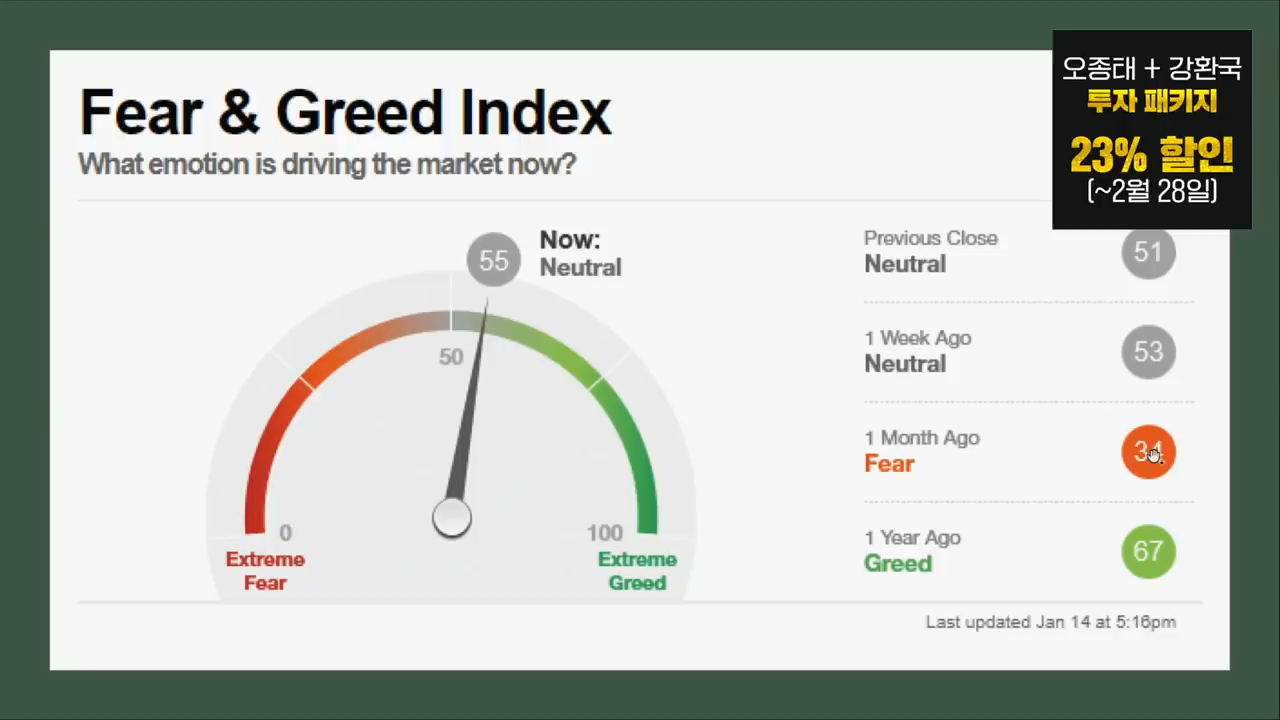 Fear & Greed Index
What emotion is driving the market now?
오종태 + 강환국
투자 패키지
23% 할인
(~2월 28일)
55
Now:
Neutral
50
0
100
Extreme
Fear
Extreme
Greed
Previous Close
Neutral
51
1 Week Ago
Neutral
53
1 Month Ago
Fear
34
1 Year Ago
Greed
67
Last updated Jan 14 at 5:16pm